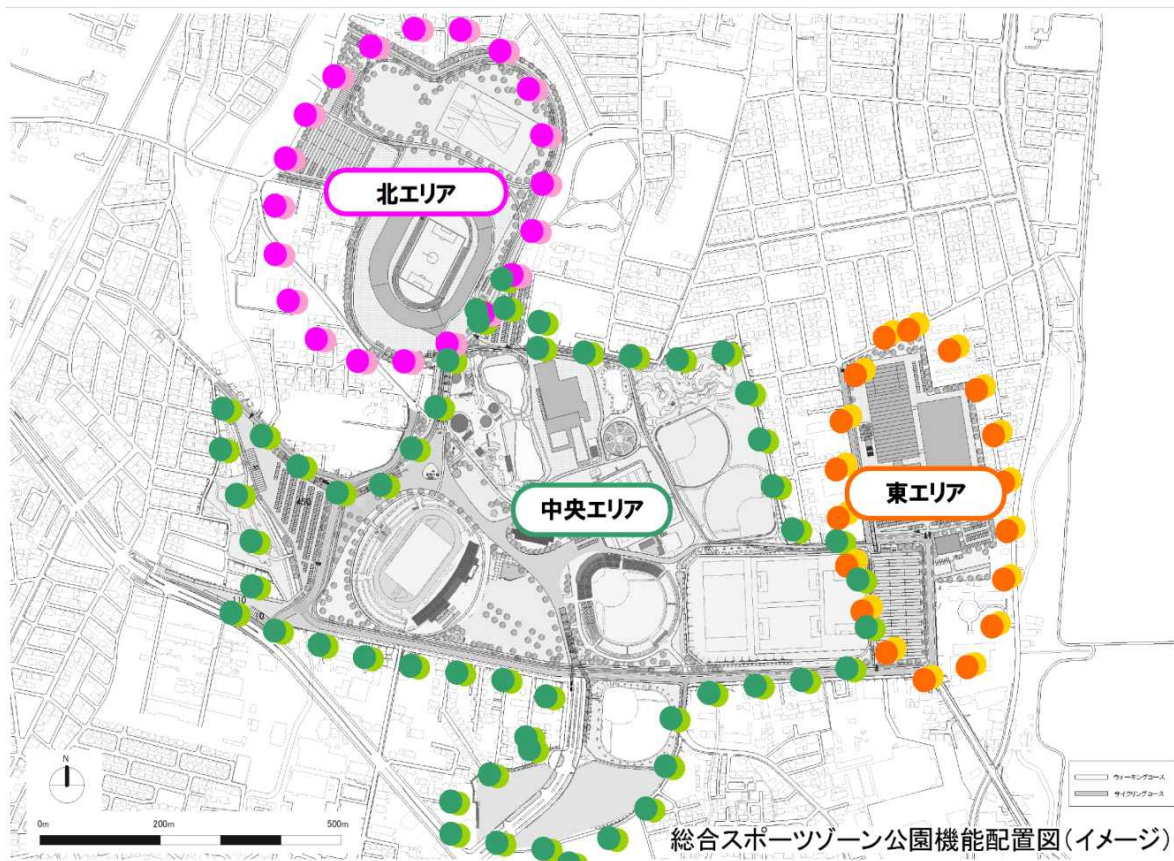 北エリア
中央エリア
東エリア
450
N
0m 200m 500m
ウォーキングコース
サイクリングコース
総合スポーツゾーン公園機能配置図(イメージ)